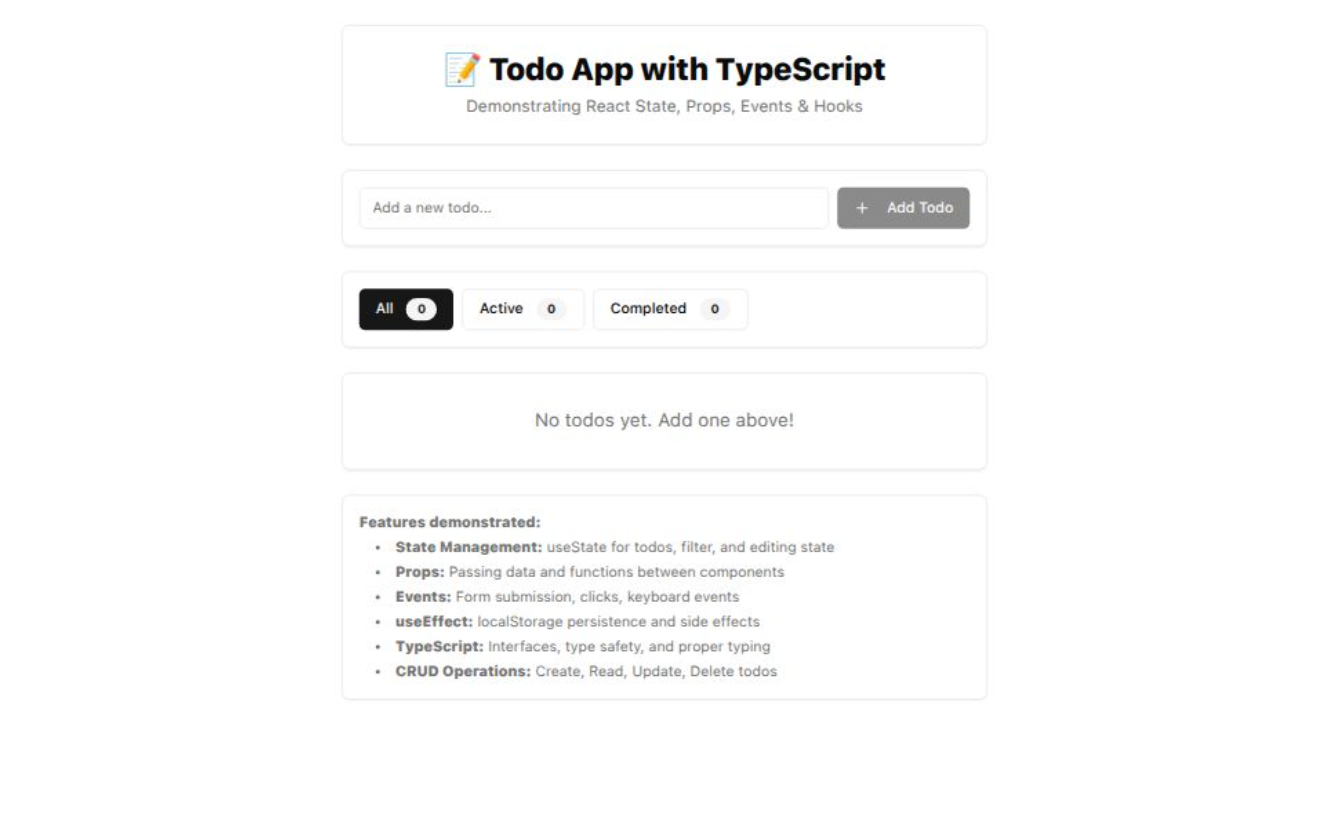 📝 Todo App with TypeScript
Demonstrating React State, Props, Events & Hooks
Add a new todo...
+ Add Todo
All 0 Active 0 Completed 0
No todos yet. Add one above!
Features demonstrated:
• State Management: useState for todos, filter, and editing state
• Props: Passing data and functions between components
• Events: Form submission, clicks, keyboard events
• useEffect: localStorage persistence and side effects
• TypeScript: Interfaces, type safety, and proper typing
• CRUD Operations: Create, Read, Update, Delete todos